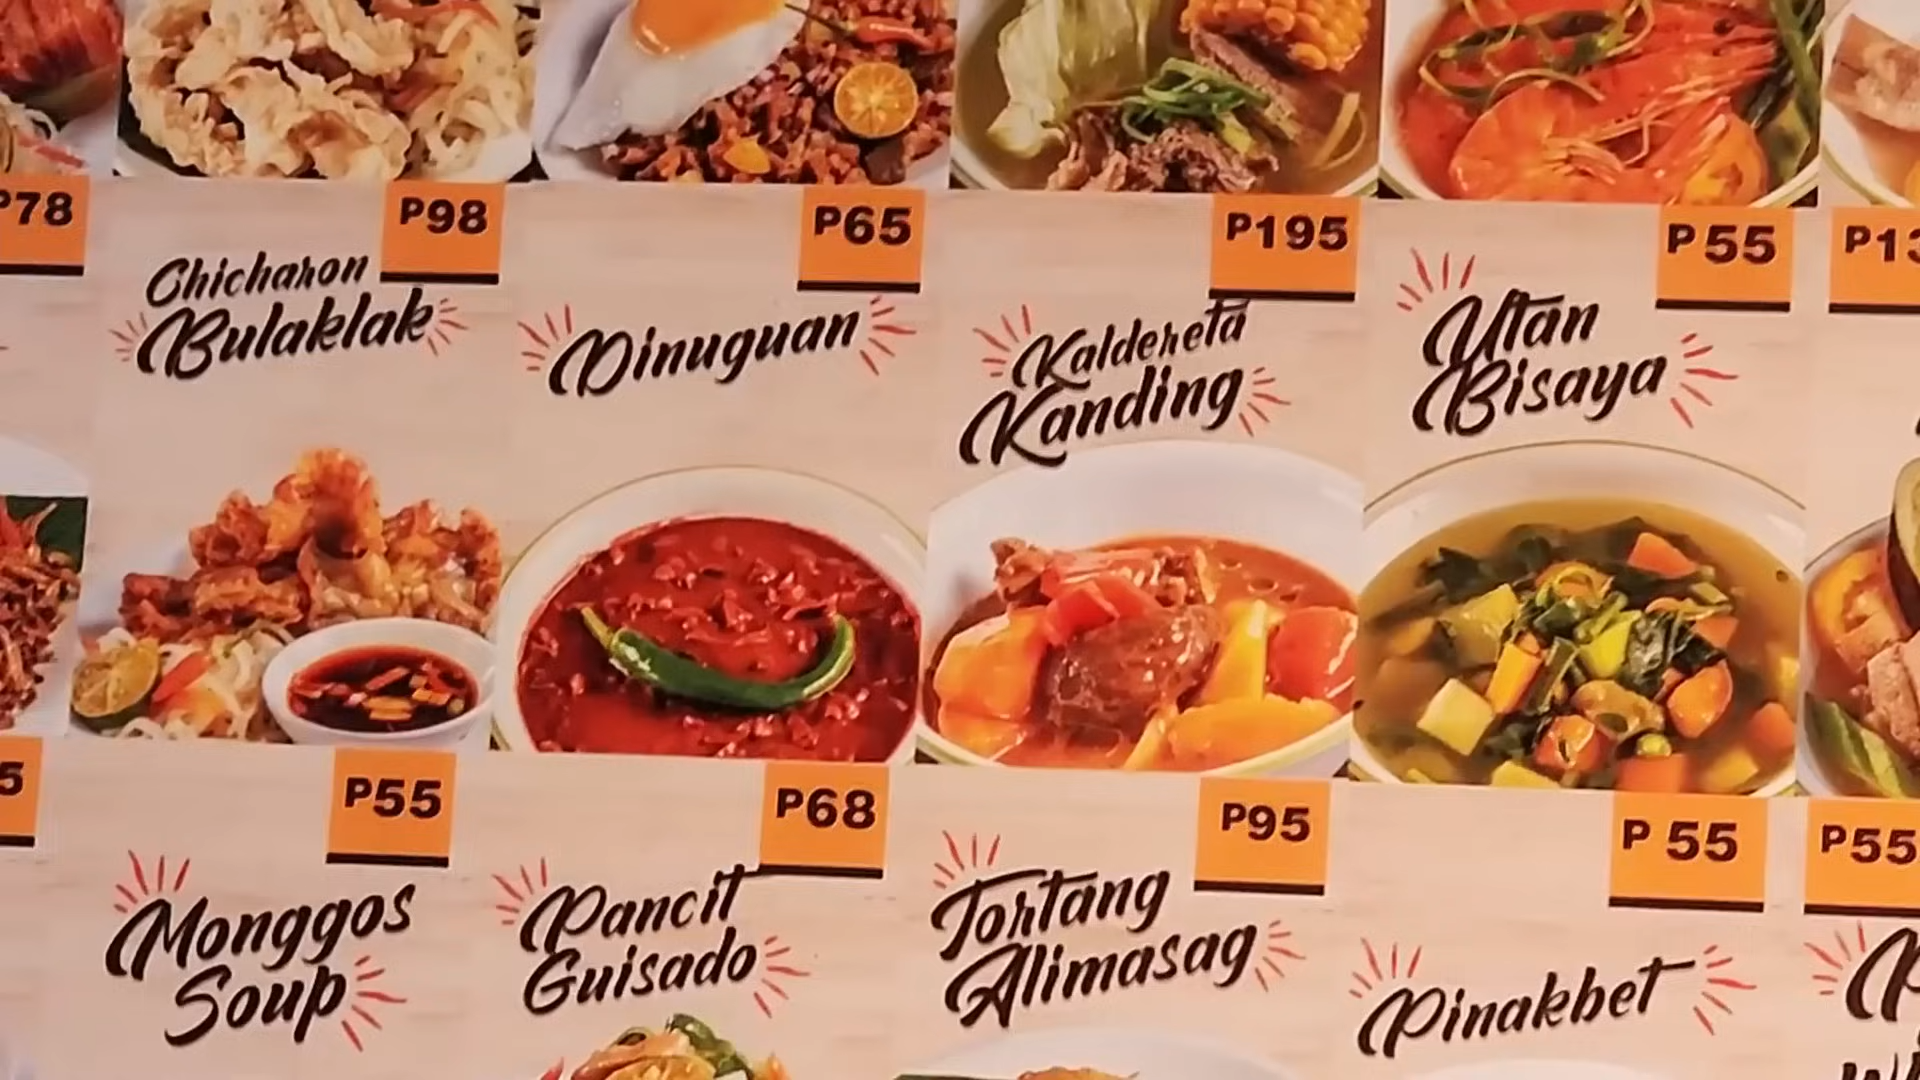 P78
P98
P65
P195
P55
Chicharon
Bulaklak
Dinuguan
Kaldereta
Kanding
Utan
Bisaya
P55
P68
P95
P55
P55
Monggos
Soup
Pancit
Guisado
Tortang
Alimasag
Pinakbet